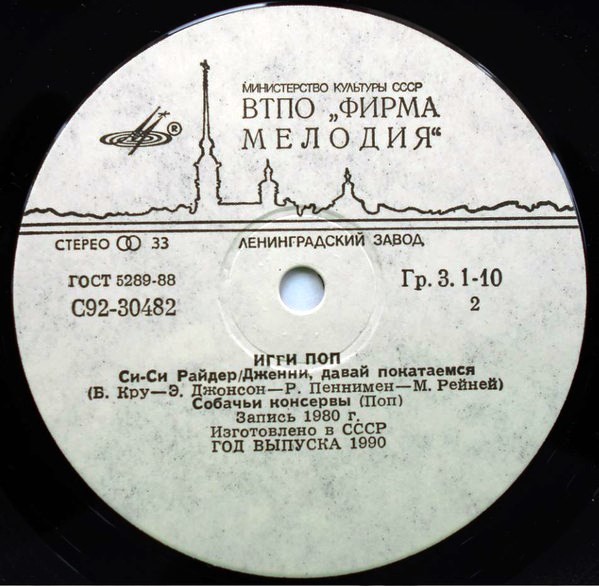 МИНИСТЕРСТВО КУЛЬТУРЫ СССР
ВТПО „ФИРМА
МЕЛОДИЯ“
®
СТЕРЕО 33 ЛЕНИНГРАДСКИЙ ЗАВОД
ГОСТ 5289-88 Гр. 3. 1-10
С92-30482 2
ИГГИ ПОП
Си-Си Райдер/Дженни, давай покатаемся
(Б. Кру—Э. Джонсон—Р. Пеннимен—М. Рейней)
Собачьи консервы (Поп)
Запись 1980 г.
Изготовлено в СССР
ГОД ВЫПУСКА 1990